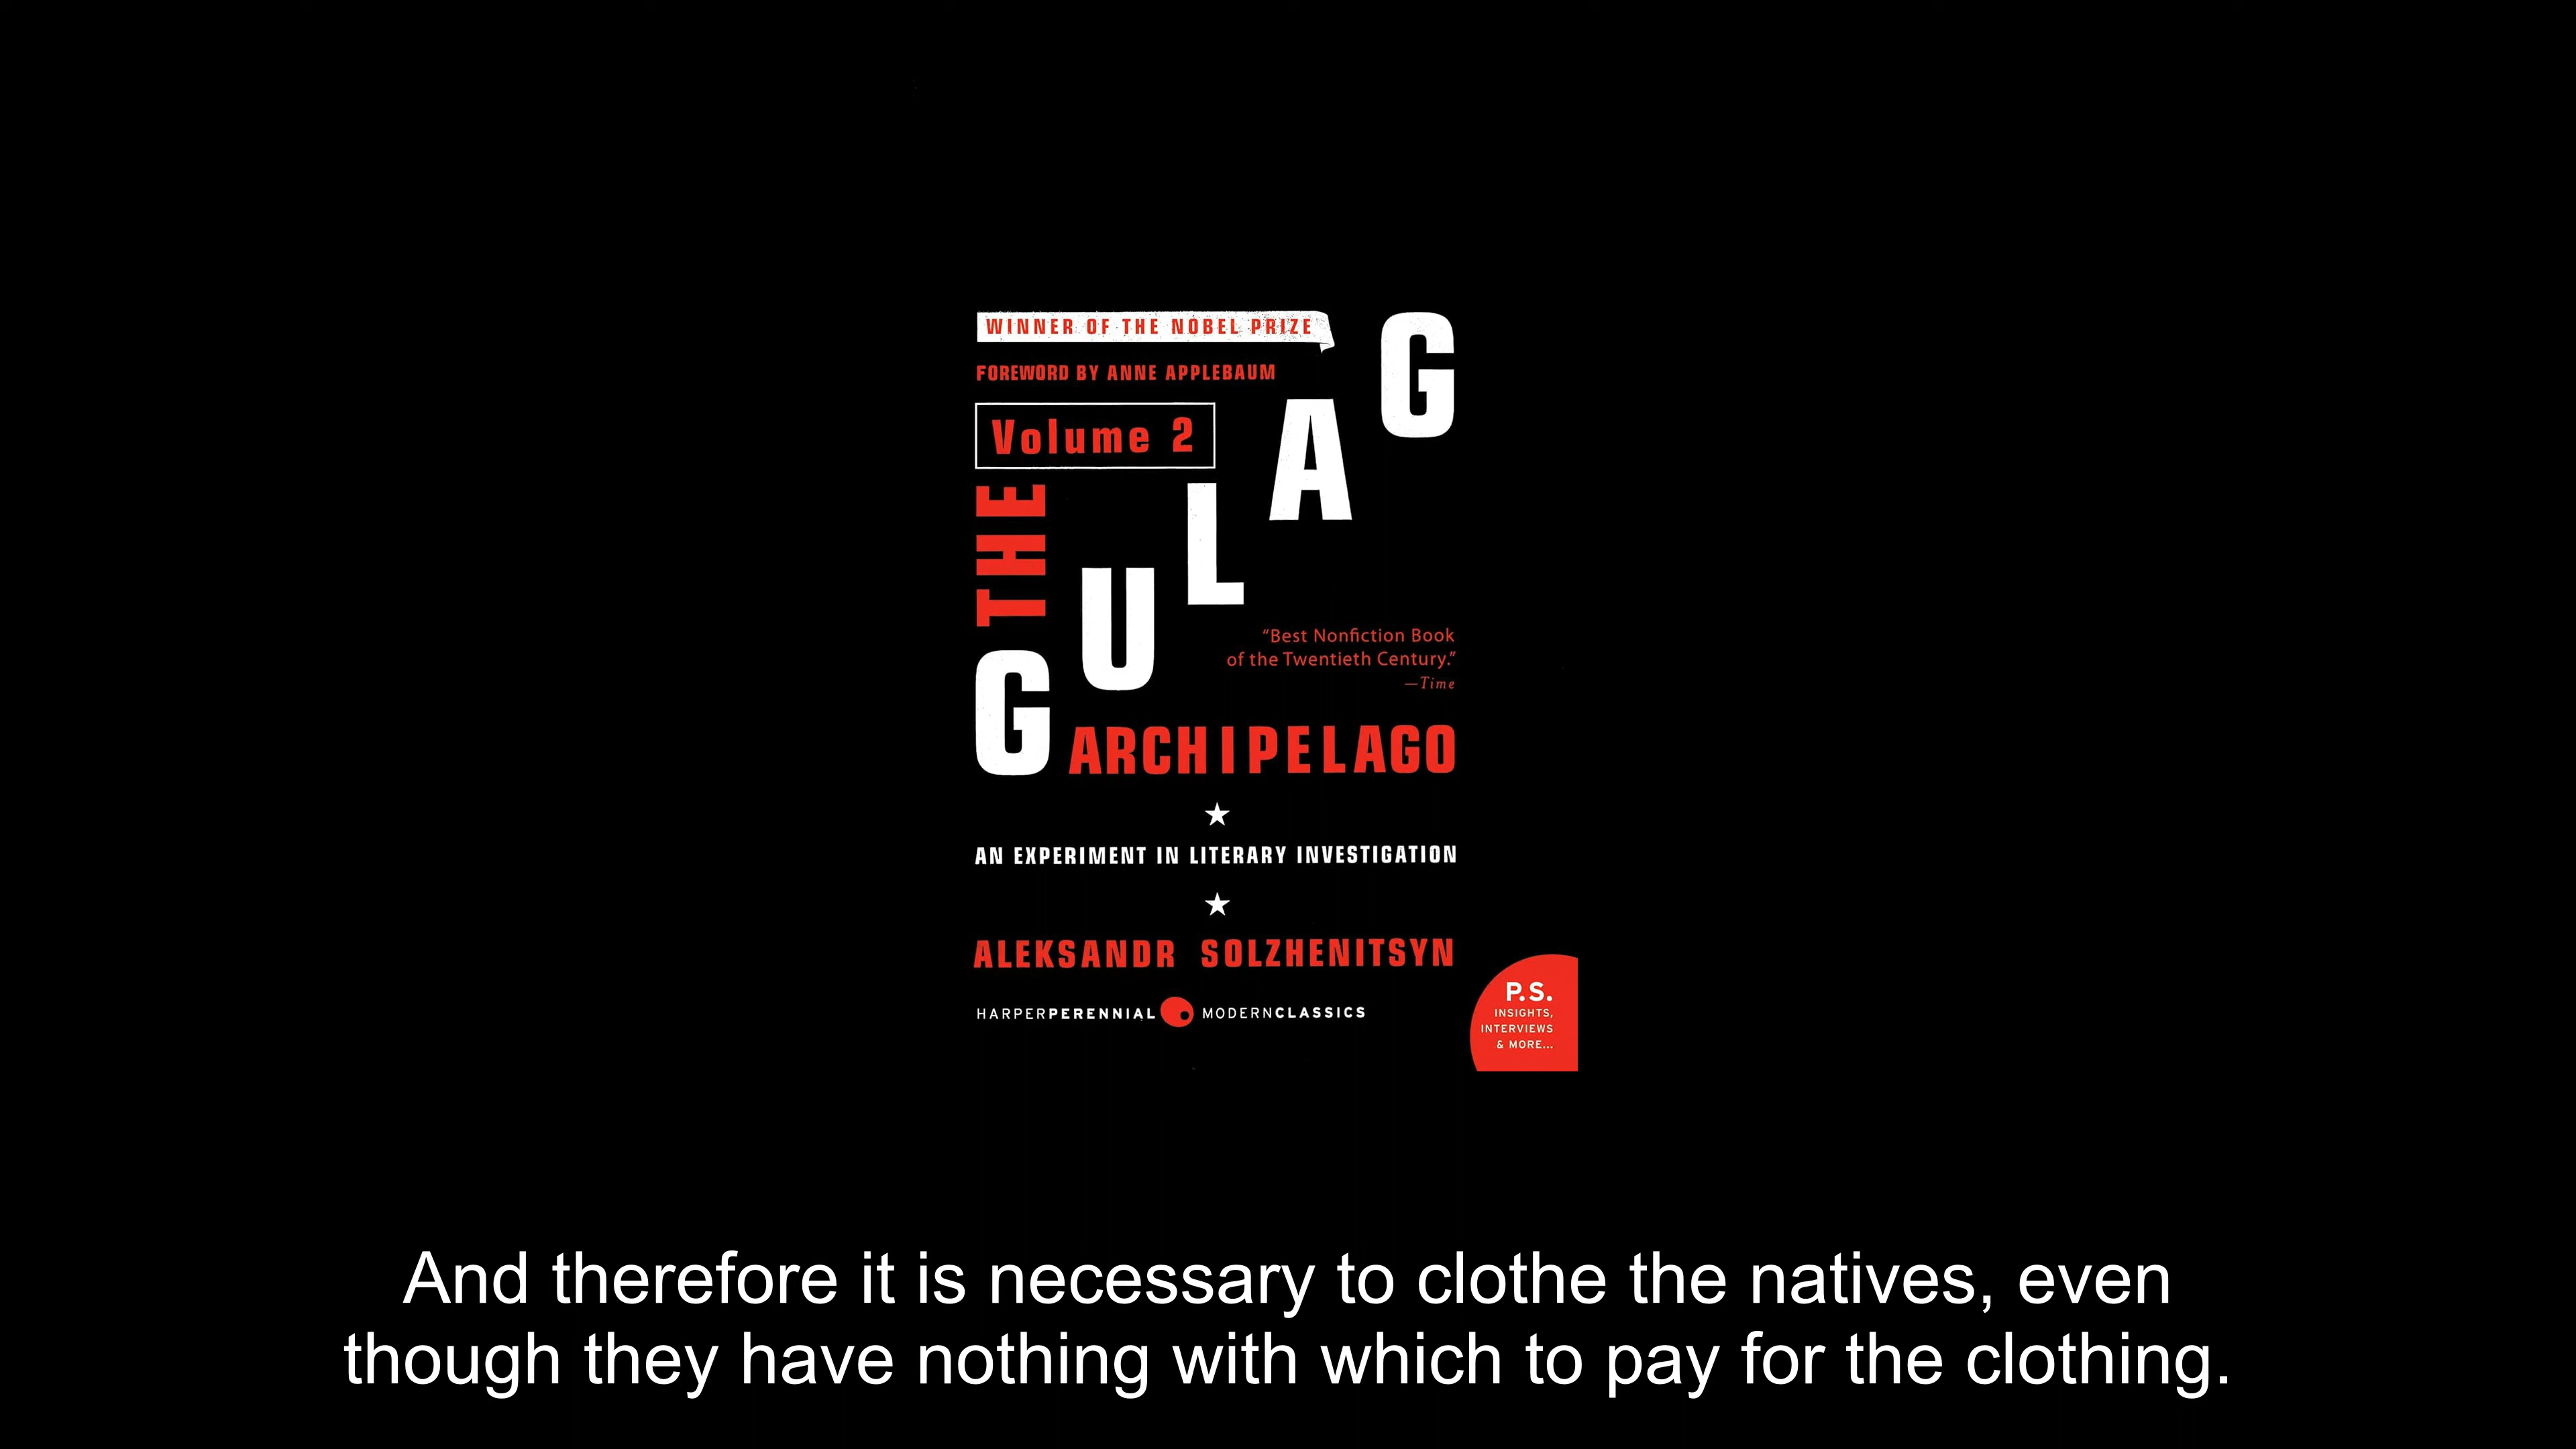 WINNER OF THE NOBEL PRIZE
FOREWORD BY ANNE APPLEBAUM
Volume 2
THE
GULAG
ARCHIPELAGO
“Best Nonfiction Book
of the Twentieth Century.”
—Time
AN EXPERIMENT IN LITERARY INVESTIGATION
ALEKSANDR SOLZHENITSYN
HARPERPERENNIAL MODERNCLASSICS
P.S.
INSIGHTS,
INTERVIEWS
& MORE...
And therefore it is necessary to clothe the natives, even
though they have nothing with which to pay for the clothing.